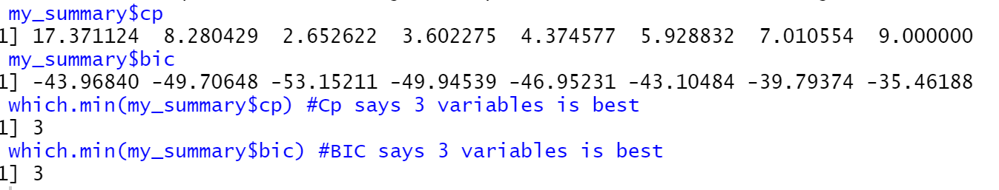 my_summary$cp
1] 17.371124 8.280429 2.652622 3.602275 4.374577 5.928832 7.010554 9.000000
my_summary$bic
1] -43.96840 -49.70648 -53.15211 -49.94539 -46.95231 -43.10484 -39.79374 -35.46188
which.min(my_summary$cp) #Cp says 3 variables is best
1] 3
which.min(my_summary$bic) #BIC says 3 variables is best
1] 3